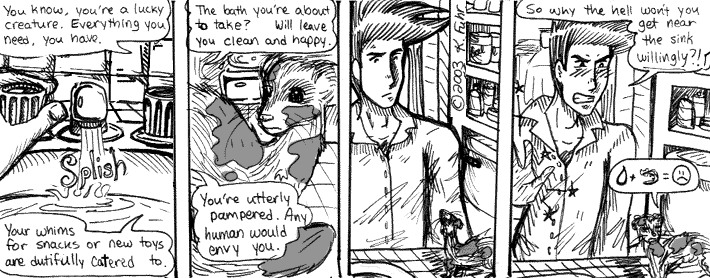 You know, you're a lucky
creature. Everything you
need, you have.
Splish
Your whims
for snacks or new toys
are dutifully catered to.
The bath you're about
to take? Will leave
you clean and happy.
You're utterly
pampered. Any
human would
envy you.
©2003 K. Fuhr
So why the hell won't you
get near
the sink
willingly?!
+ =